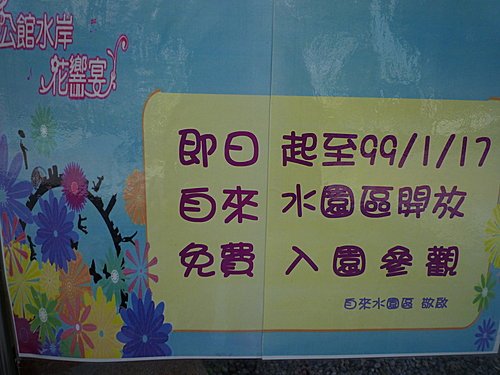 公館水岸
花響宴
即日起至99/1/17
自來水園區開放
免費入園參觀
自來水園區 敬啟